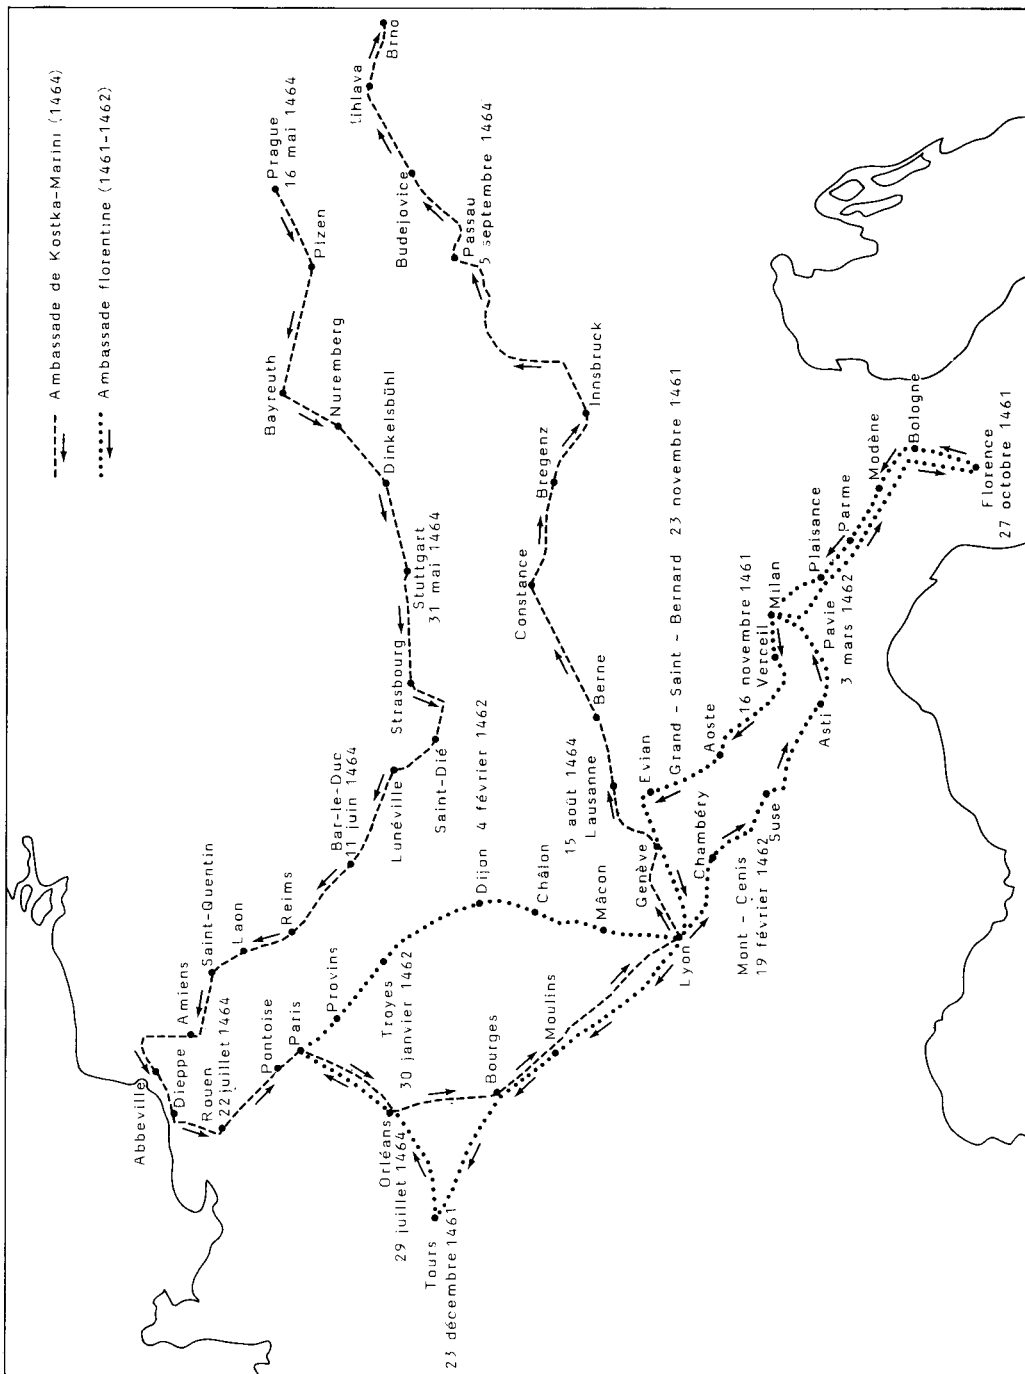 Ambassade de Kostka-Marini (1464)
Ambassade florentine (1461-1462)
Prague
16 mai 1464
Plzen
Bayreuth
Nuremberg
Dinkelsbühl
Stuttgart
31 mai 1464
Strasbourg
Saint-Dié
Lunéville
Bar-le-Duc
11 juin 1464
Reims
Laon
Saint-Quentin
Amiens
Abbeville
Dieppe
Rouen
22 juillet 1464
Pontoise
Paris
Provins
Troyes
30 janvier 1462
Dijon 4 février 1462
Châlon
Mâcon
Orléans
29 juillet 1464
Tours
23 décembre 1461
Bourges
Moulins
Lyon
Genève
15 août 1464
Lausanne
Evian
Berne
Constance
Bregenz
Innsbruck
Passau
5 septembre 1464
Budejovice
Lihlava
Brno
Grand - Saint - Bernard 23 novembre 1461
Aoste
16 novembre 1461
Verceil
Milan
Chambéry
Mont - Cenis
19 février 1462
Suse
Asti
Pavie
3 mars 1462
Plaisance
Parme
Modène
Bologne
Florence
27 octobre 1461